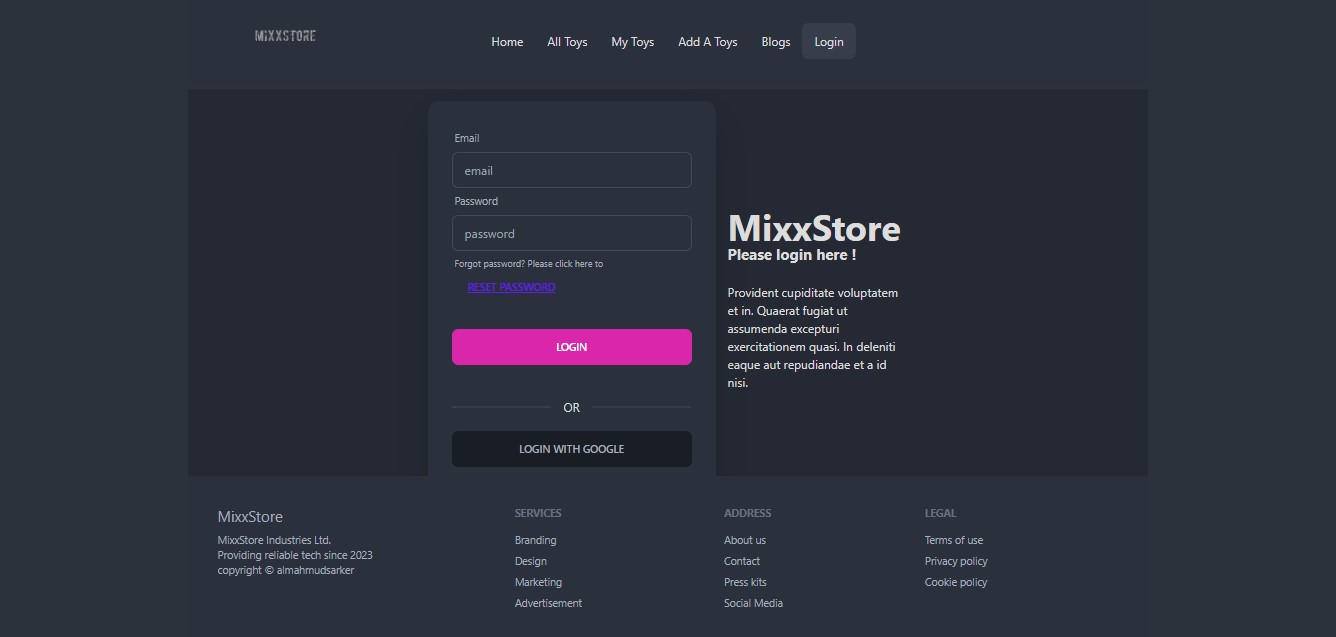 MiXXSTORE
Home All Toys My Toys Add A Toys Blogs Login
Email
email
Password
password
Forgot password? Please click here to
RESET PASSWORD
LOGIN
OR
LOGIN WITH GOOGLE
MixxStore
Please login here !
Provident cupiditate voluptatem
et in. Quaerat fugiat ut
assumenda excepturi
exercitationem quasi. In deleniti
eaque aut repudiandae et a id
nisi.
MixxStore
MixxStore Industries Ltd.
Providing reliable tech since 2023
copyright © almahmudsarker
SERVICES
Branding
Design
Marketing
Advertisement
ADDRESS
About us
Contact
Press kits
Social Media
LEGAL
Terms of use
Privacy policy
Cookie policy